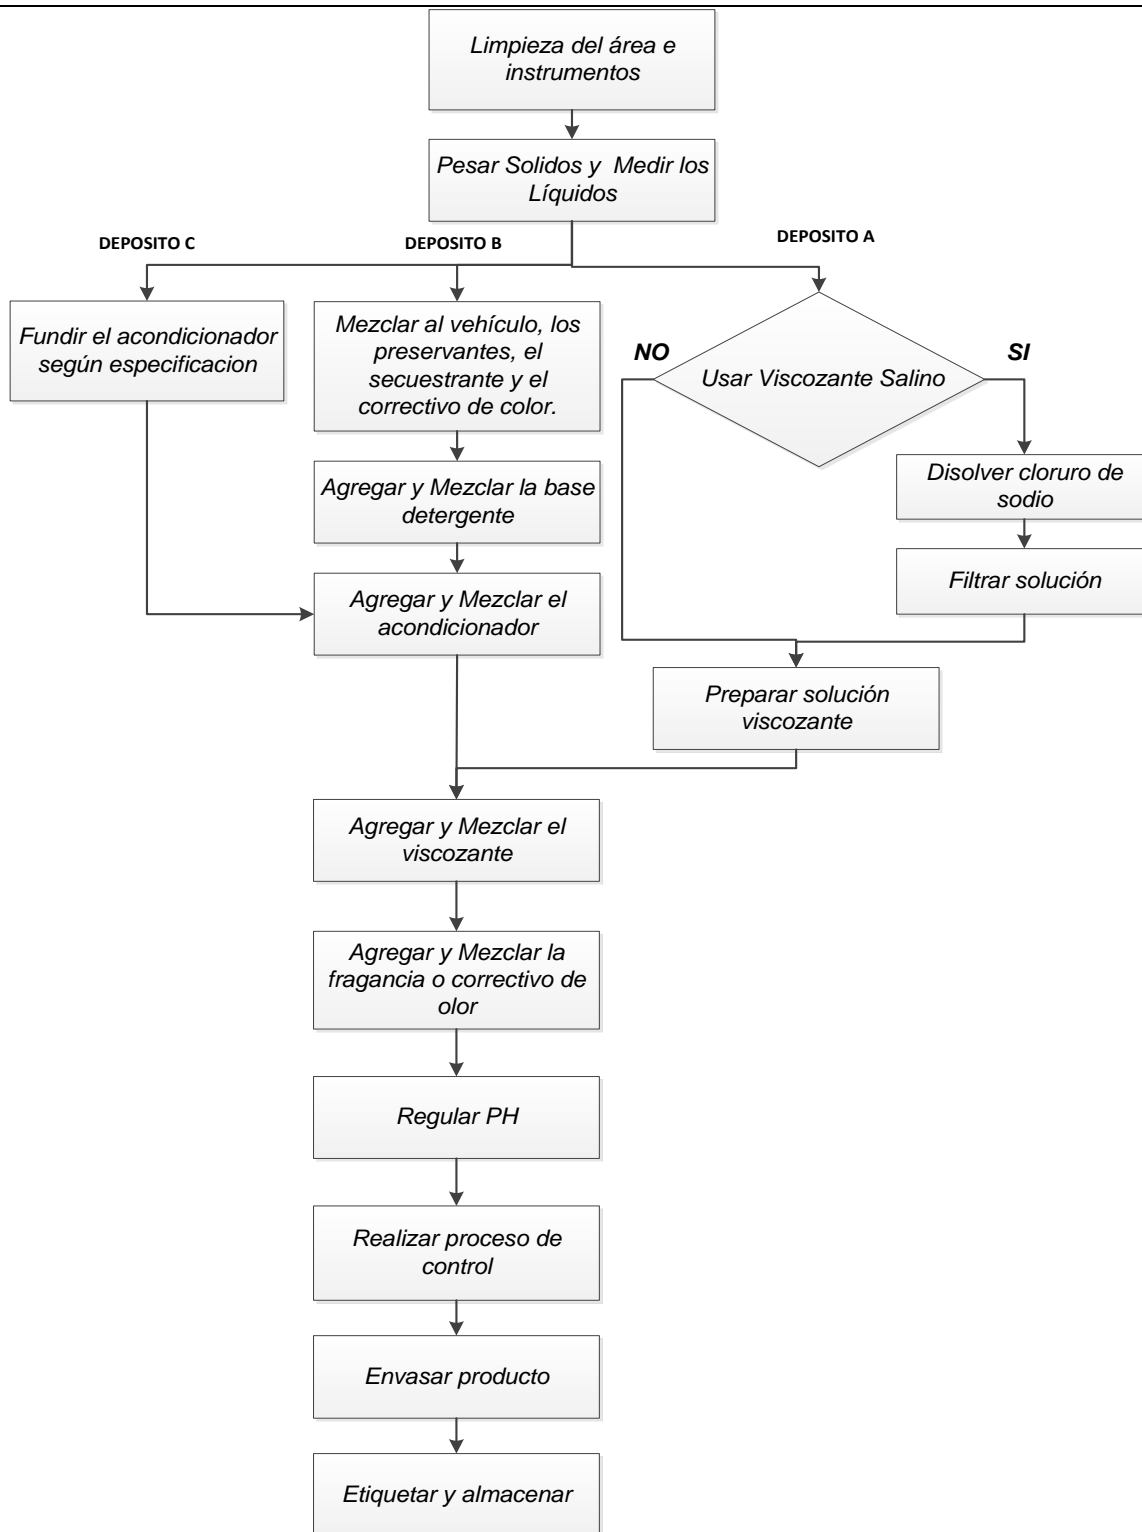 Limpieza del área e
instrumentos
Pesar Solidos y Medir los
Líquidos
DEPOSITO C
DEPOSITO B
DEPOSITO A
Fundir el acondicionador
según especificacion
Mezclar al vehículo, los
preservantes, el
secuestrante y el
correctivo de color.
NO
Usar Viscozante Salino
SI
Disolver cloruro de
sodio
Agregar y Mezclar la base
detergente
Filtrar solución
Agregar y Mezclar el
acondicionador
Preparar solución
viscozante
Agregar y Mezclar el
viscozante
Agregar y Mezclar la
fragancia o correctivo de
olor
Regular PH
Realizar proceso de
control
Envasar producto
Etiquetar y almacenar